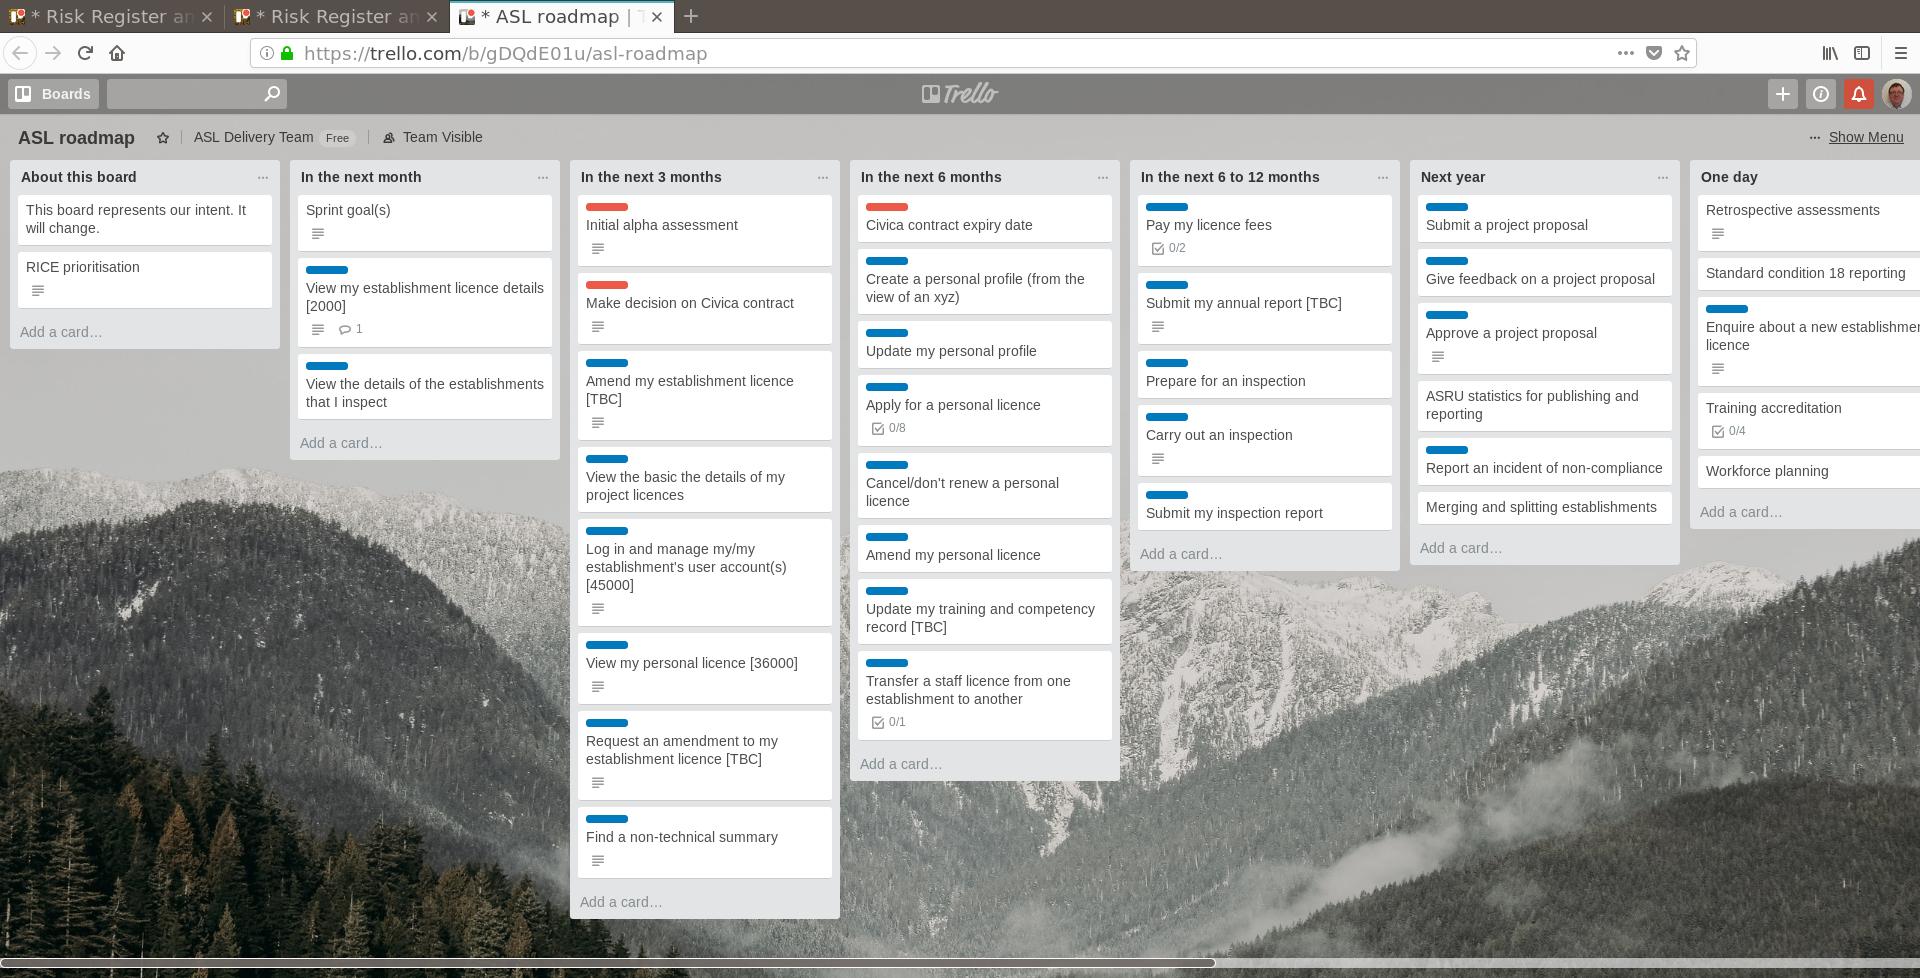 * Risk Register an
* Risk Register an
* ASL roadmap |
https://trello.com/b/gDQdE01u/asl-roadmap
Boards
Trello
ASL roadmap
ASL Delivery Team
Free
Team Visible
Show Menu
About this board
This board represents our intent. It
will change.
RICE prioritisation
Add a card…
In the next month
Sprint goal(s)
View my establishment licence details
[2000]
1
View the details of the establishments
that I inspect
Add a card…
In the next 3 months
Initial alpha assessment
Make decision on Civica contract
Amend my establishment licence
[TBC]
View the basic the details of my
project licences
Log in and manage my/my
establishment's user account(s)
[45000]
View my personal licence [36000]
Request an amendment to my
establishment licence [TBC]
Find a non-technical summary
Add a card…
In the next 6 months
Civica contract expiry date
Create a personal profile (from the
view of an xyz)
Update my personal profile
Apply for a personal licence
0/8
Cancel/don't renew a personal
licence
Amend my personal licence
Update my training and competency
record [TBC]
Transfer a staff licence from one
establishment to another
0/1
Add a card…
In the next 6 to 12 months
Pay my licence fees
0/2
Submit my annual report [TBC]
Prepare for an inspection
Carry out an inspection
Submit my inspection report
Add a card…
Next year
Submit a project proposal
Give feedback on a project proposal
Approve a project proposal
ASRU statistics for publishing and
reporting
Report an incident of non-compliance
Merging and splitting establishments
Add a card…
One day
Retrospective assessments
Standard condition 18 reporting
Enquire about a new establishmen
licence
Training accreditation
0/4
Workforce planning
Add a card…